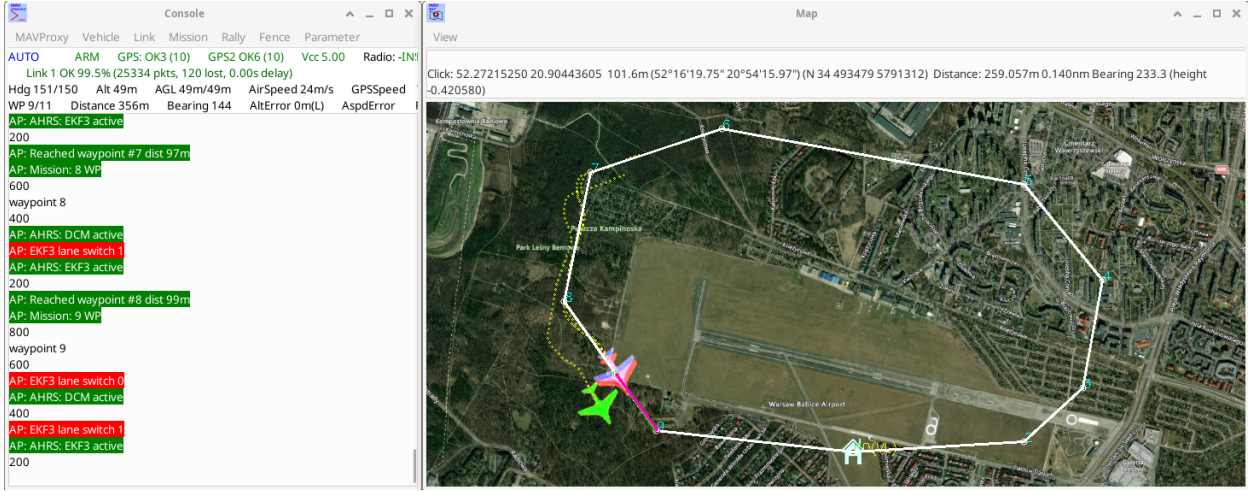 Console
MAVProxy Vehicle Link Mission Rally Fence Parameter
AUTO ARM GPS: OK3 (10) GPS2 OK6 (10) Vcc 5.00 Radio: -INS
Link 1 OK 99.5% (25334 pkts, 120 lost, 0.00s delay)
Hdg 151/150 Alt 49m AGL 49m/49m AirSpeed 24m/s GPSSpeed
WP 9/11 Distance 356m Bearing 144 AltError 0m(L) AspdError
AP: AHRS: EKF3 active
200
AP: Reached waypoint #7 dist 97m
AP: Mission: 8 WP
600
waypoint 8
400
AP: AHRS: DCM active
AP: EKF3 lane switch 1
AP: AHRS: EKF3 active
200
AP: Reached waypoint #8 dist 99m
AP: Mission: 9 WP
800
waypoint 9
600
AP: EKF3 lane switch 0
AP: AHRS: DCM active
400
AP: EKF3 lane switch 1
AP: AHRS: EKF3 active
200
Map
View
Click: 52.27215250 20.90443605 101.6m (52°16'19.75" 20°54'15.97") (N 34 493479 5791312) Distance: 259.057m 0.140nm Bearing 233.3 (height
-0.420580)
Kompostownia Radiowo
6
Cmentarz
Wawrzyszewski
Wólczyńska
7
5
Puszcza Kampinoska
Park Leśny Bemowo
4
8
3
Warsaw Babice Airport
9
2
Galeria
Bemowo